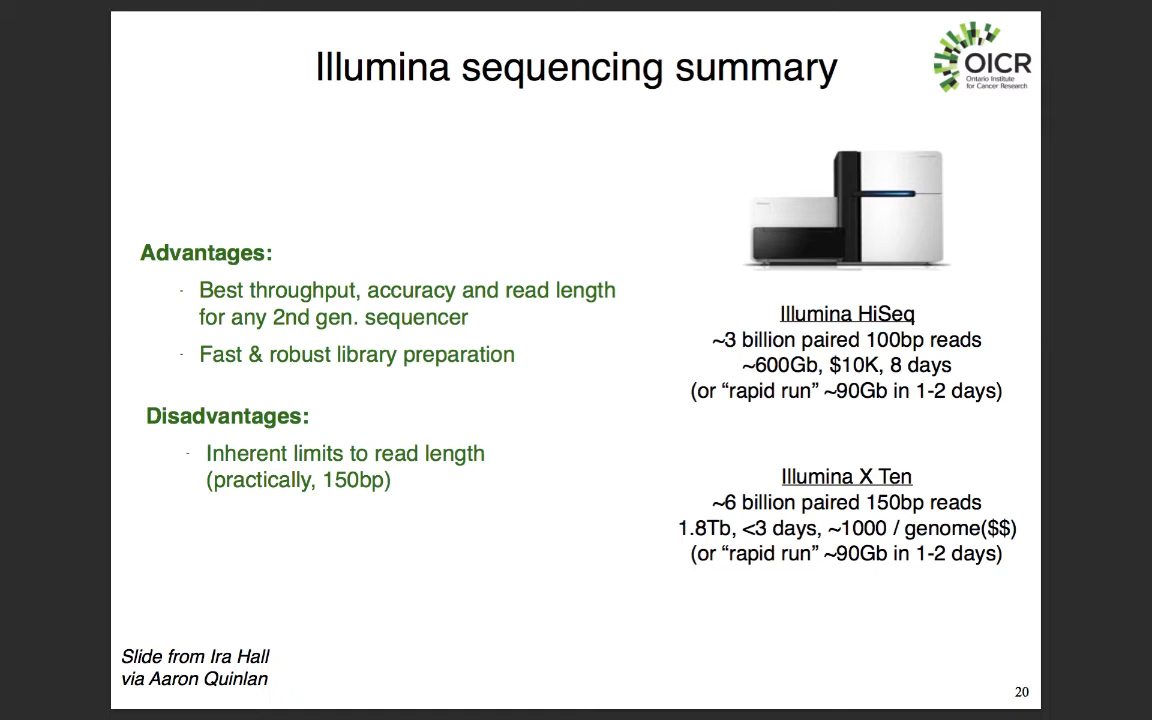 Illumina sequencing summary
OICR
Ontario Institute
for Cancer Research
Advantages:
- Best throughput, accuracy and read length
for any 2nd gen. sequencer
- Fast & robust library preparation
Disadvantages:
- Inherent limits to read length
(practically, 150bp)
Illumina HiSeq
~3 billion paired 100bp reads
~600Gb, $10K, 8 days
(or “rapid run” ~90Gb in 1-2 days)
Illumina X Ten
~6 billion paired 150bp reads
1.8Tb, <3 days, ~1000 / genome($$)
(or “rapid run” ~90Gb in 1-2 days)
Slide from Ira Hall
via Aaron Quinlan
20